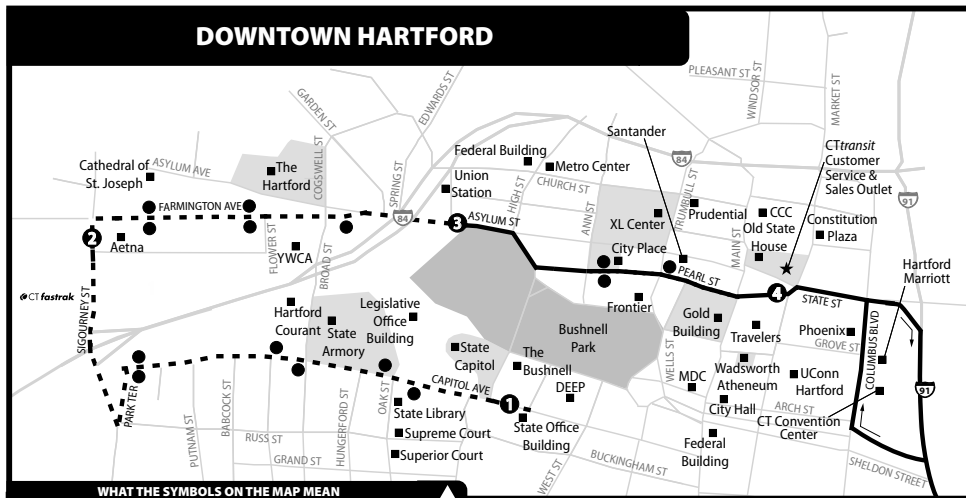 DOWNTOWN HARTFORD
PLEASANT ST
WINDSOR ST
MARKET ST
EDWARDS ST
GARDEN ST
COGSWELL ST
SPRING ST
Santander
84
CTtransit
Customer
Service &
Sales Outlet
Federal Building
Metro Center
Cathedral of
St. Joseph
ASYLUM AVE
The
Hartford
Union
Station
CHURCH ST
HIGH ST
ANN ST
TRUMBULL ST
91
FARMINGTON AVE
84
3
ASYLUM ST
XL Center
Prudential
CCC
Old State
House
Constitution
Plaza
MAIN ST
2
Aetna
FLOWER ST
YWCA
BROAD ST
City Place
PEARL ST
Hartford
Marriott
CTfastrak
SIGOURNEY ST
4
STATE ST
Frontier
Hartford
Courant
State
Armory
Legislative
Office
Building
Bushnell
Park
Gold
Building
Travelers
Phoenix
GROVE ST
COLUMBUS BLVD
State
Capitol
The
Bushnell
WELLS ST
Wadsworth
Atheneum
UConn
Hartford
91
PARK TER
CAPITOL AVE
DEEP
MDC
City Hall
ARCH ST
CT Convention
Center
1
OAK ST
State Library
State Office
Building
PUTNAM ST
BABCOCK ST
RUSS ST
HUNGERFORD ST
Supreme Court
Federal
Building
GRAND ST
Superior Court
WEST ST
BUCKINGHAM ST
SHELDON STREET
WHAT THE SYMBOLS ON THE MAP MEAN